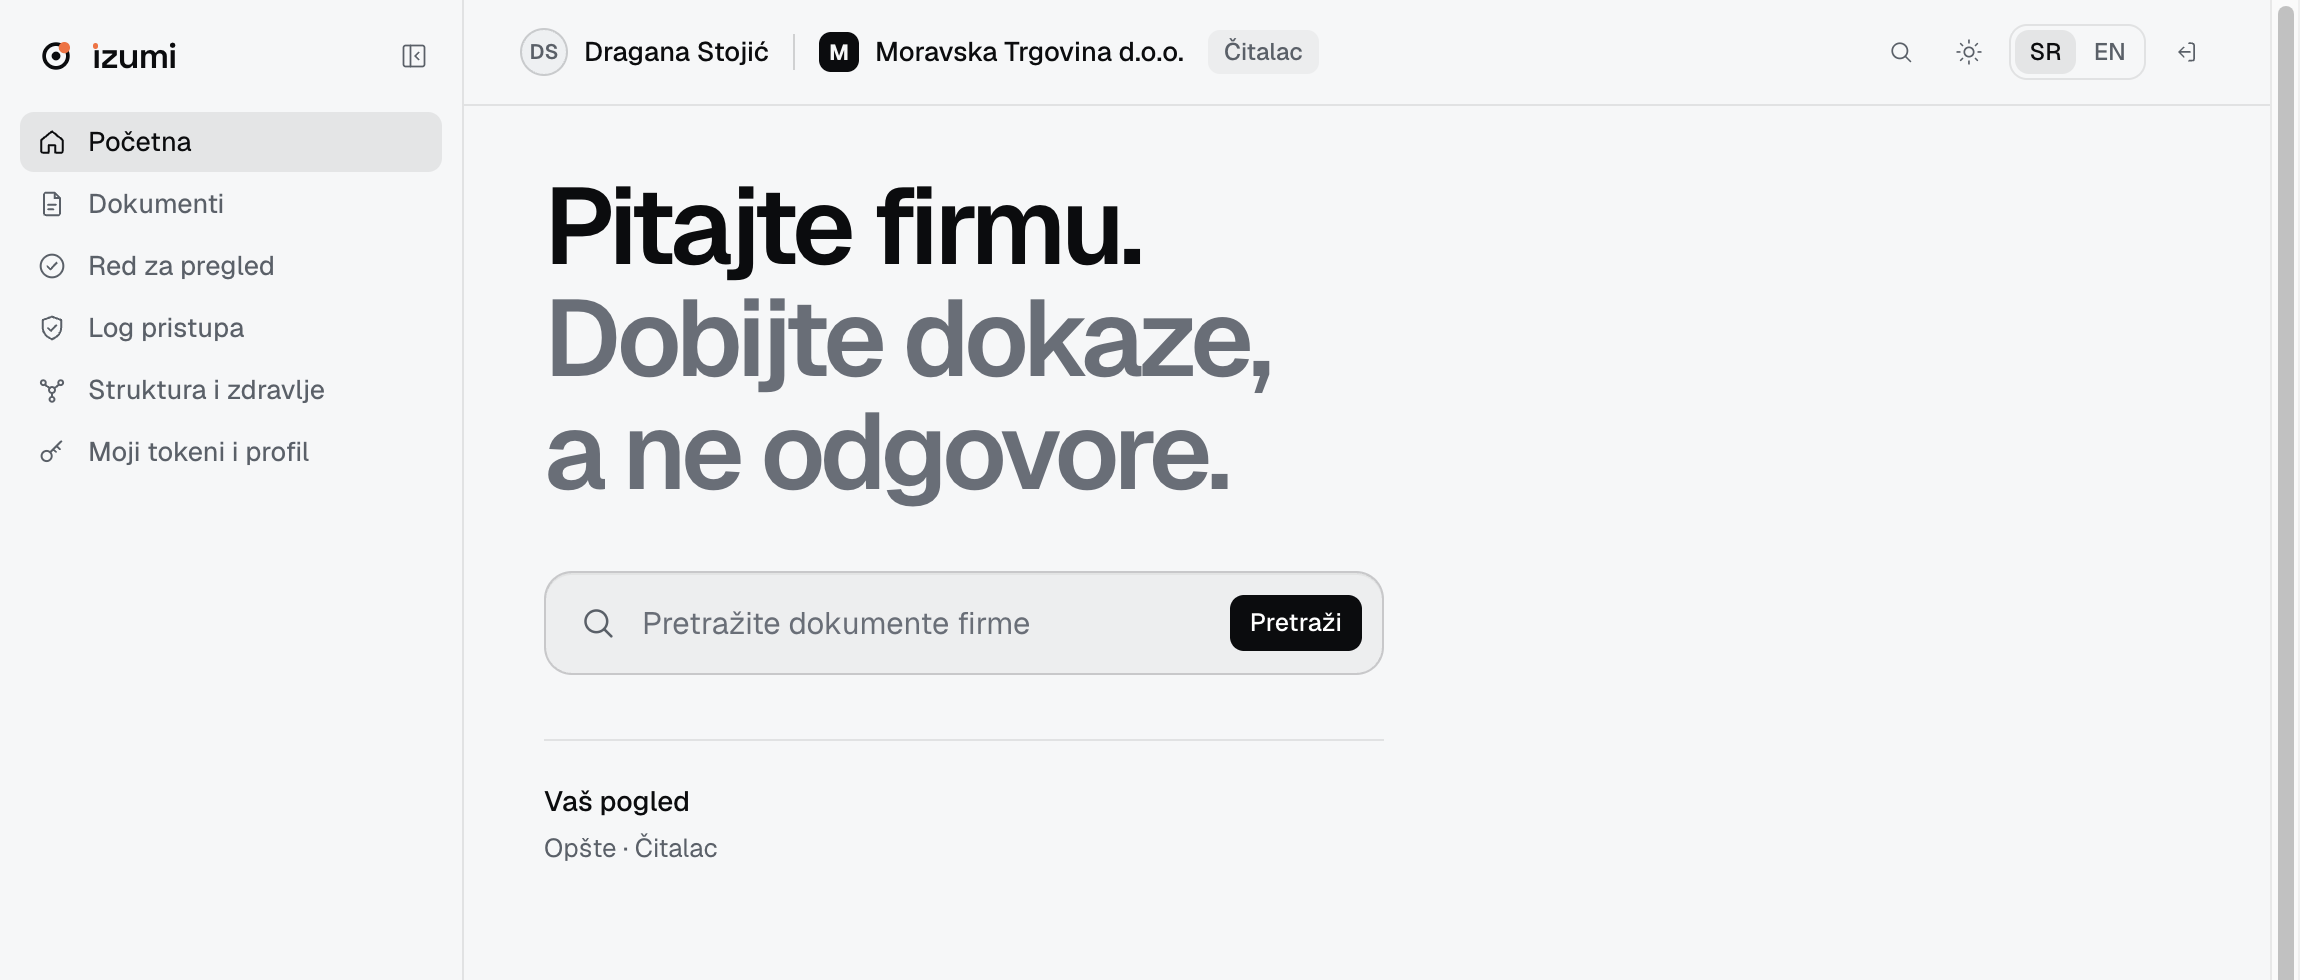 izumi
Početna
Dokumenti
Red za pregled
Log pristupa
Struktura i zdravlje
Moji tokeni i profil
DS Dragana Stojić M Moravska Trgovina d.o.o. Čitalac SR EN
Pitajte firmu.
Dobijte dokaze,
a ne odgovore.
Pretražite dokumente firme Pretraži
Vaš pogled
Opšte · Čitalac